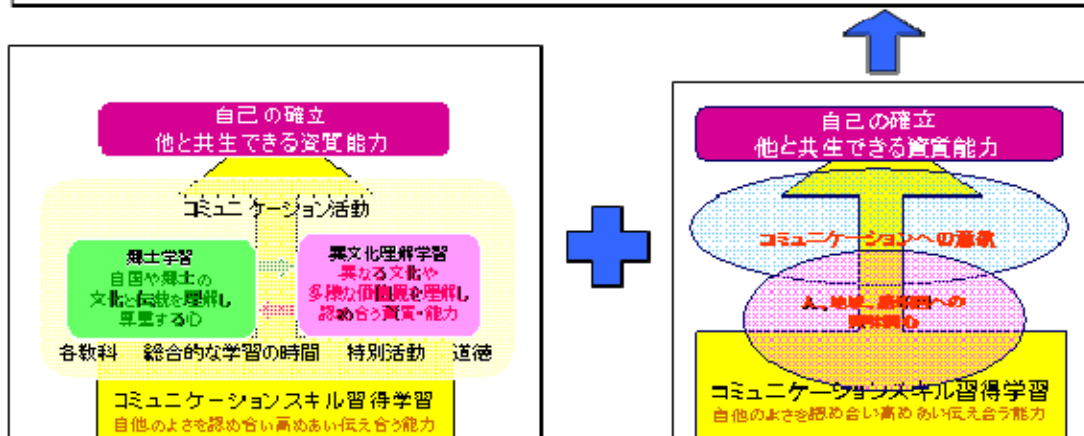 自己の確立
他と共生できる資質能力
コミュニケーション活動
郷土学習
自国や郷土の
文化と伝統を理解し
尊重する心
異文化理解学習
異なる文化や
多様な価値観を理解し
認め合う資質・能力
各教科 総合的な学習の時間 特別活動 道徳
コミュニケーションスキル習得学習
自他のよさを認め合い高めあい伝え合う能力
自己の確立
他と共生できる資質能力
コミュニケーションへの意欲
人、地域、への
コミュニケーションスキル習得学習
自他のよさを認め合い高めあい伝え合う能力